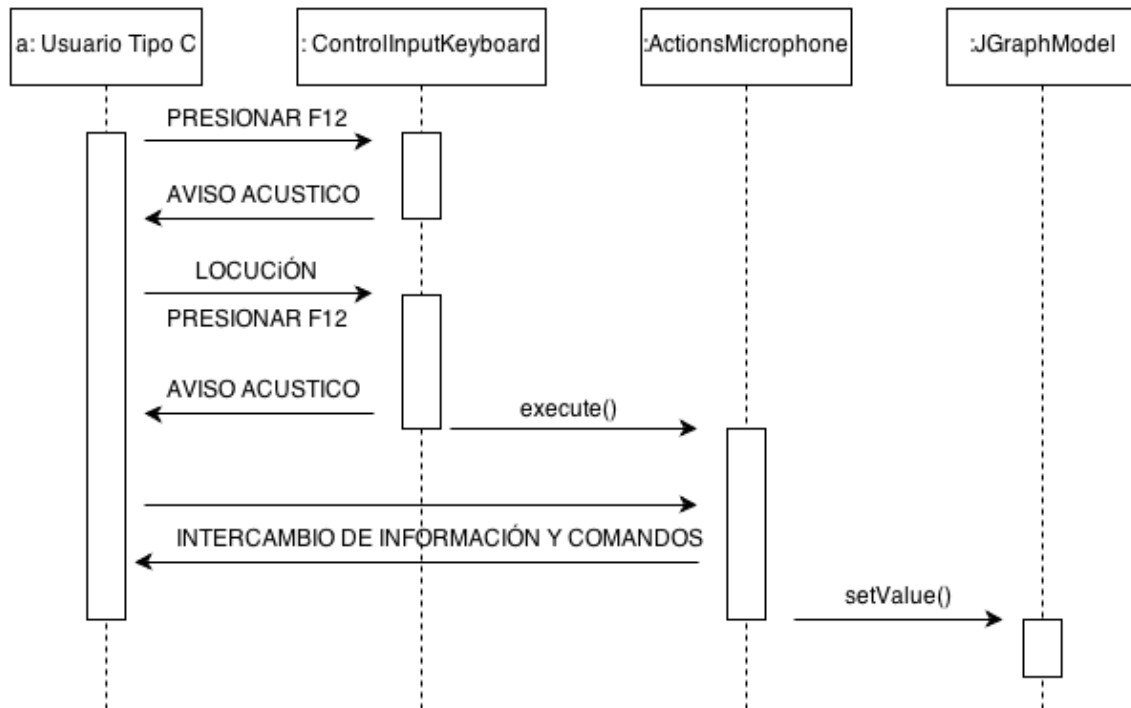 a: Usuario Tipo C
: ControlInputKeyboard
:ActionsMicrophone
:JGraphModel
PRESIONAR F12
AVISO ACUSTICO
LOCUCiÓN
PRESIONAR F12
AVISO ACUSTICO
execute()
INTERCAMBIO DE INFORMACIÓN Y COMANDOS
setValue()